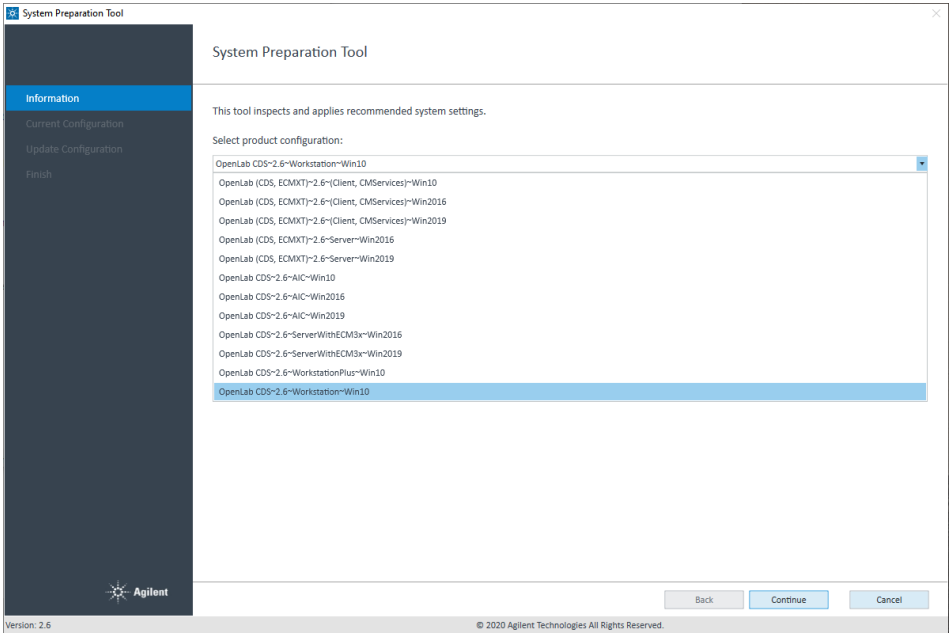 System Preparation Tool
System Preparation Tool
Information
Current Configuration
Update Configuration
Finish
This tool inspects and applies recommended system settings.
Select product configuration:
OpenLab CDS~2.6~Workstation~Win10
OpenLab (CDS, ECMXT)~2.6~(Client, CMServices)~Win10
OpenLab (CDS, ECMXT)~2.6~(Client, CMServices)~Win2016
OpenLab (CDS, ECMXT)~2.6~(Client, CMServices)~Win2019
OpenLab (CDS, ECMXT)~2.6~Server~Win2016
OpenLab (CDS, ECMXT)~2.6~Server~Win2019
OpenLab CDS~2.6~AIC~Win10
OpenLab CDS~2.6~AIC~Win2016
OpenLab CDS~2.6~AIC~Win2019
OpenLab CDS~2.6~ServerWithECM3x~Win2016
OpenLab CDS~2.6~ServerWithECM3x~Win2019
OpenLab CDS~2.6~WorkstationPlus~Win10
OpenLab CDS~2.6~Workstation~Win10
Agilent
Back Continue Cancel
Version: 2.6 © 2020 Agilent Technologies All Rights Reserved.